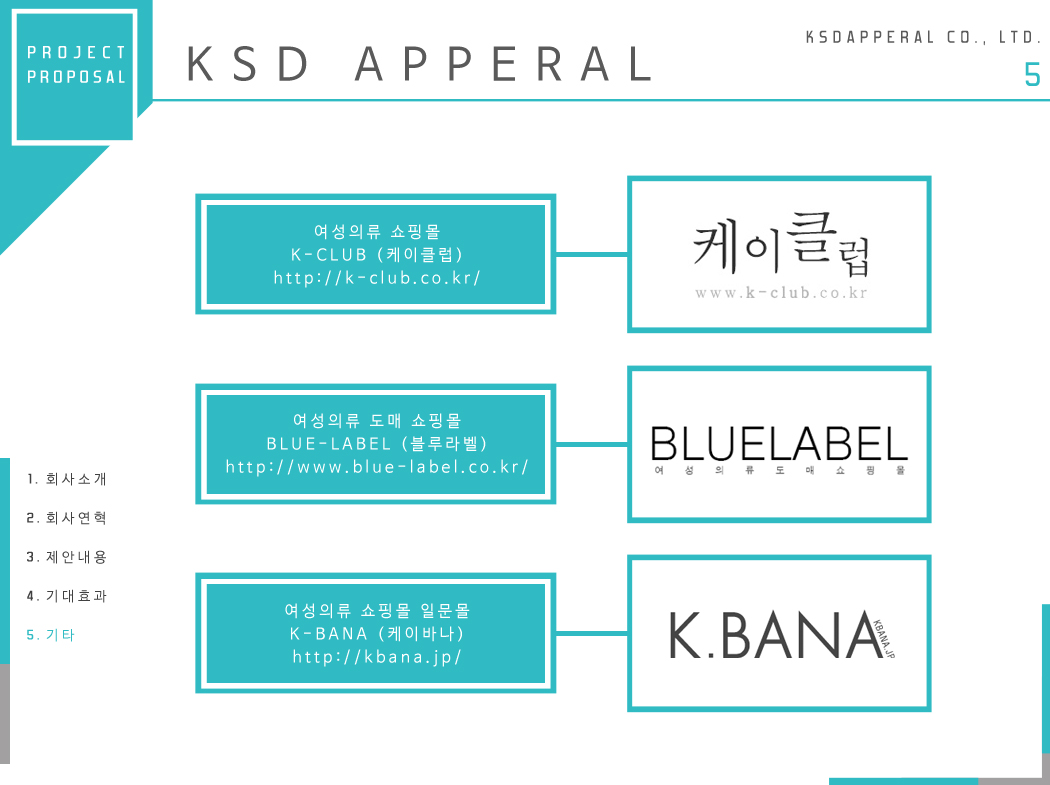 PROJECT
PROPOSAL
KSD APPERAL
KSDAPPERAL CO., LTD.
5
여성의류 쇼핑몰
K-CLUB (케이클럽)
http://k-club.co.kr/
케이클럽
www.k-club.co.kr
여성의류 도매 쇼핑몰
BLUE-LABEL (블루라벨)
http://www.blue-label.co.kr/
BLUELABEL
여성의류도매쇼핑몰
여성의류 쇼핑몰 일문몰
K-BANA (케이바나)
http://kbana.jp/
K.BANA
KBANA.JP
1. 회사소개
2. 회사연혁
3. 제안내용
4. 기대효과
5. 기타